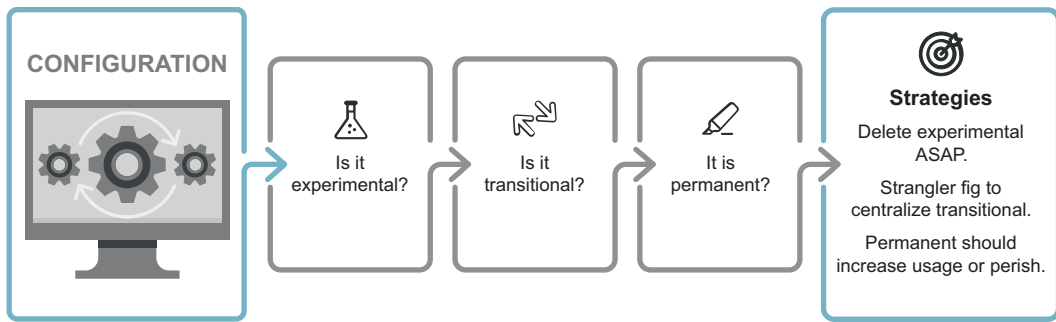 CONFIGURATION
Is it
experimental?
Is it
transitional?
It is
permanent?
Strategies
Delete experimental
ASAP.
Strangler fig to
centralize transitional.
Permanent should
increase usage or perish.